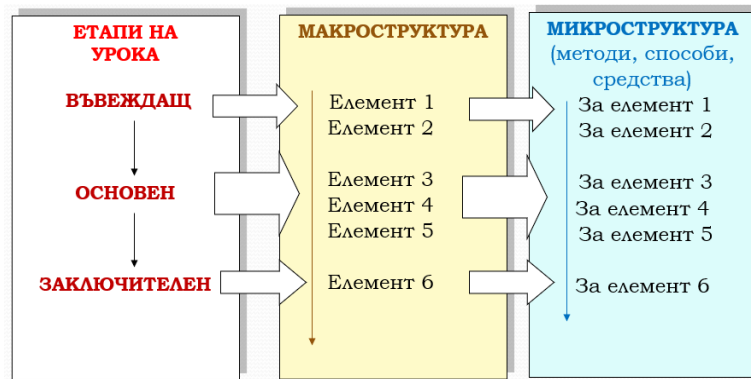 ЕТАПИ НА
УРОКА
ВЪВЕЖДАЩ
ОСНОВЕН
ЗАКЛЮЧИТЕЛЕН
МАКРОСТРУКТУРА
Елемент 1
Елемент 2
Елемент 3
Елемент 4
Елемент 5
Елемент 6
МИКРОСТРУКТУРА
(методи, способи,
средства)
За елемент 1
За елемент 2
За елемент 3
За елемент 4
За елемент 5
За елемент 6